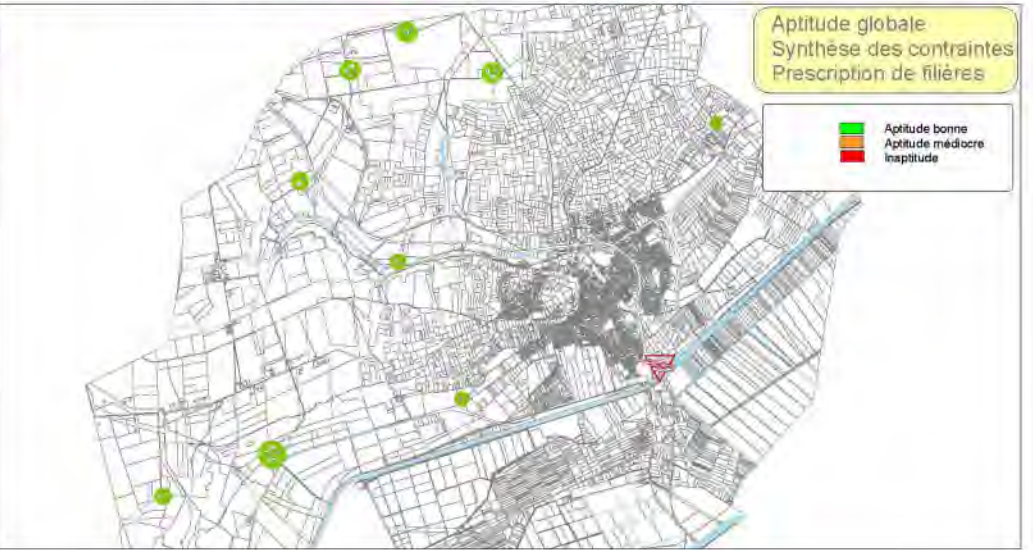 Aptitude globale
Synthèse des contraintes
Prescription de filières
Aptitude bonne
Aptitude médiocre
Inaptitude